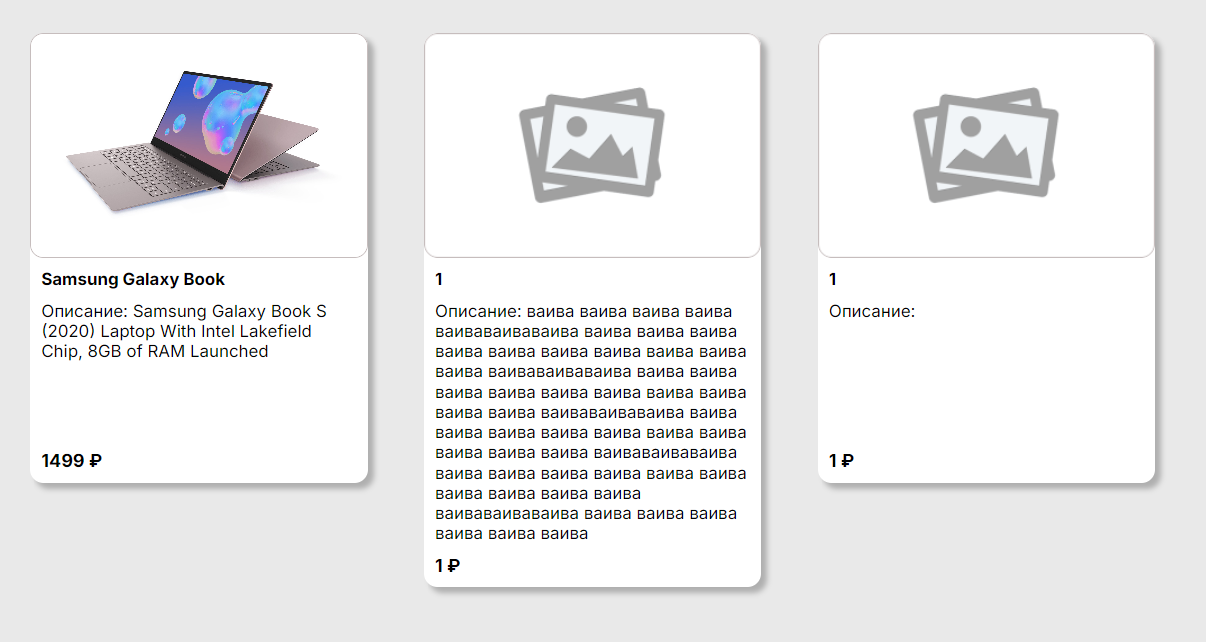 Samsung Galaxy Book
Описание: Samsung Galaxy Book S
(2020) Laptop With Intel Lakefield
Chip, 8GB of RAM Launched
1499 ₽
1
Описание: ваива ваива ваива ваива
ваиваваиваваива ваива ваива ваива
ваива ваива ваива ваива ваива ваива
ваива ваиваваиваваива ваива ваива
ваива ваива ваива ваива ваива ваива
ваива ваива ваиваваиваваива ваива
ваива ваива ваива ваива ваива ваива
ваива ваива ваива ваиваваиваваива
ваива ваива ваива ваива ваива ваива
ваива ваива ваива ваива
ваиваваиваваива ваива ваива ваива
ваива ваива ваива
1 ₽
1
Описание:
1 ₽